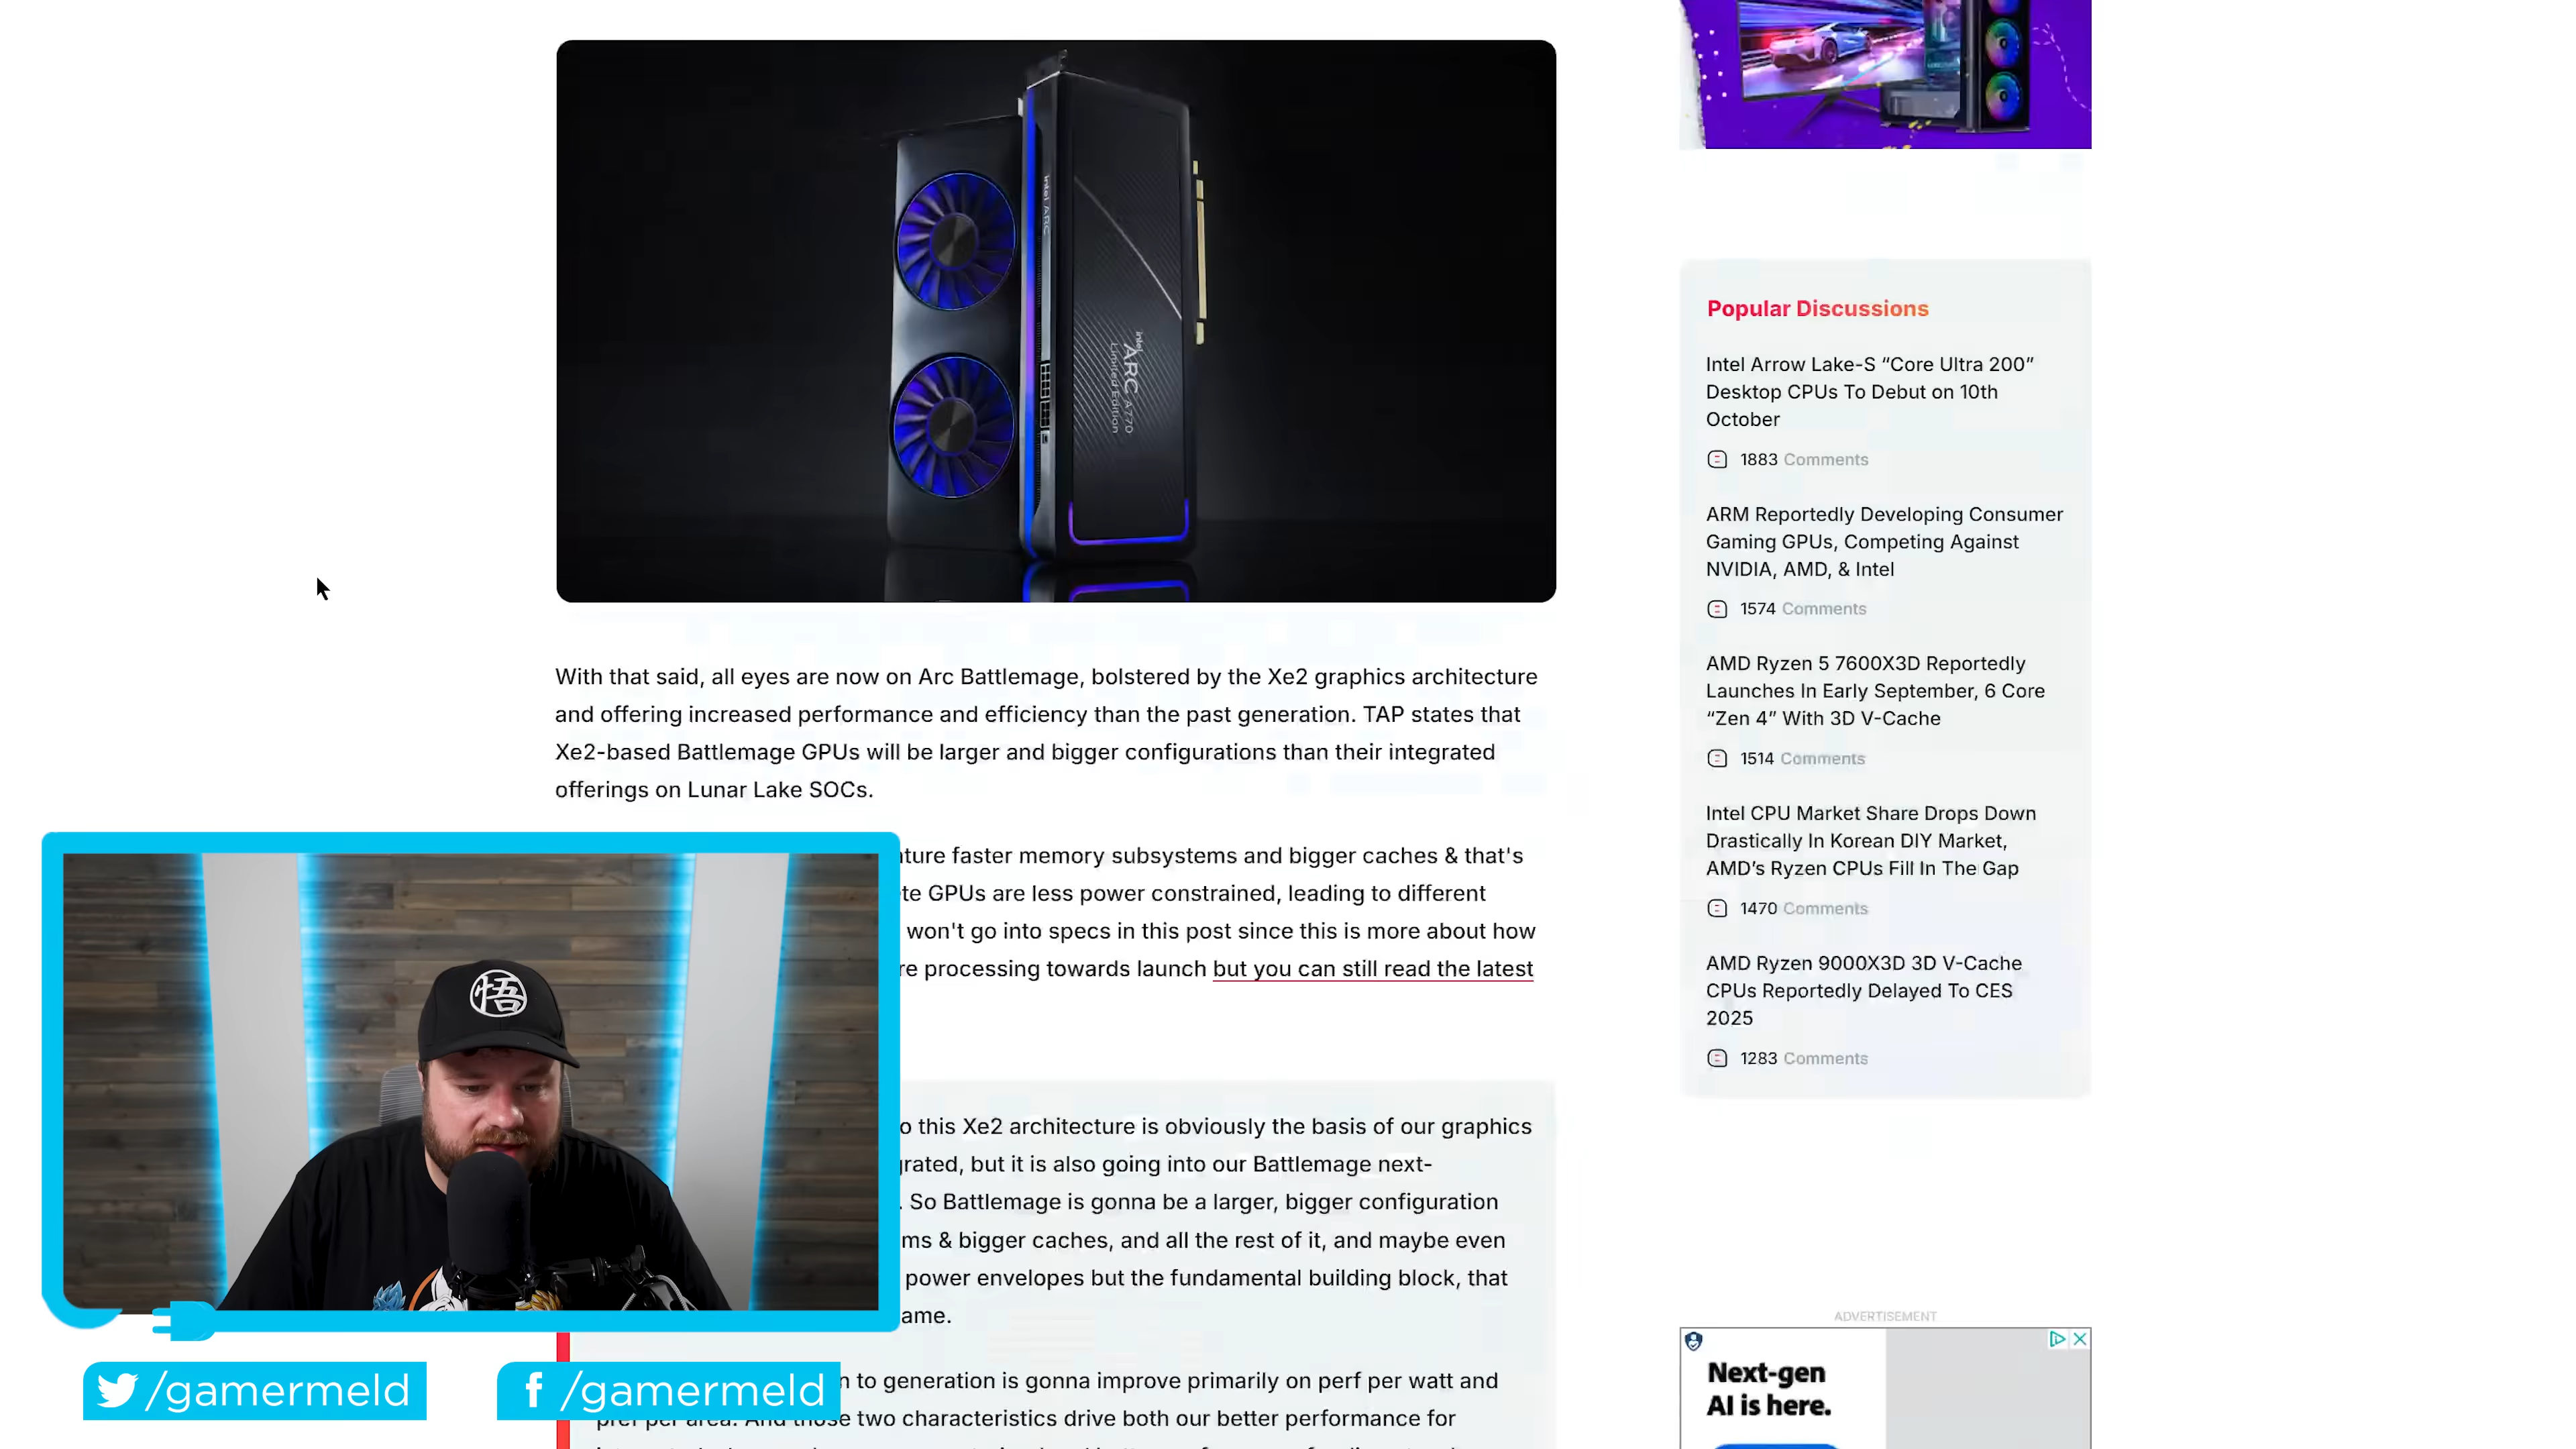 intel ARC
intel
ARC A770
Limited Edition
With that said, all eyes are now on Arc Battlemage, bolstered by the Xe2 graphics architecture
and offering increased performance and efficiency than the past generation. TAP states that
Xe2-based Battlemage GPUs will be larger and bigger configurations than their integrated
offerings on Lunar Lake SOCs.
ture faster memory subsystems and bigger caches & that's
te GPUs are less power constrained, leading to different
won't go into specs in this post since this is more about how
re processing towards launch but you can still read the latest
o this Xe2 architecture is obviously the basis of our graphics
grated, but it is also going into our Battlemage next-
. So Battlemage is gonna be a larger, bigger configuration
ms & bigger caches, and all the rest of it, and maybe even
power envelopes but the fundamental building block, that
ame.
n to generation is gonna improve primarily on perf per watt and
two characteristics drive both our better performance for
悟
/gamermeld
/gamermeld
Popular Discussions
Intel Arrow Lake-S “Core Ultra 200”
Desktop CPUs To Debut on 10th
October
1883 Comments
ARM Reportedly Developing Consumer
Gaming GPUs, Competing Against
NVIDIA, AMD, & Intel
1574 Comments
AMD Ryzen 5 7600X3D Reportedly
Launches In Early September, 6 Core
“Zen 4” With 3D V-Cache
1514 Comments
Intel CPU Market Share Drops Down
Drastically In Korean DIY Market,
AMD’s Ryzen CPUs Fill In The Gap
1470 Comments
AMD Ryzen 9000X3D 3D V-Cache
CPUs Reportedly Delayed To CES
2025
1283 Comments
ADVERTISEMENT
Next-gen
AI is here.